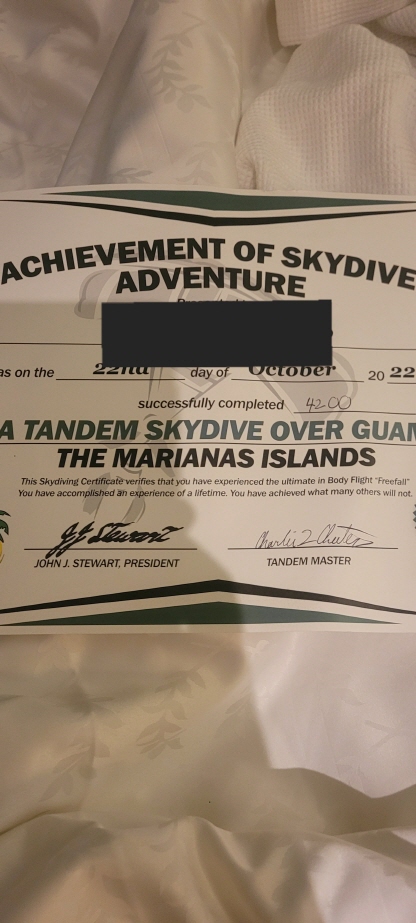 ACHIEVEMENT OF SKYDIVE
ADVENTURE
as on the 22nd day of October 20 22
successfully completed 4200
A TANDEM SKYDIVE OVER GUAM
THE MARIANAS ISLANDS
This Skydiving Certificate verifies that you have experienced the ultimate in Body Flight "Freefall"
You have accomplished an experience of a lifetime. You have achieved what many others will not.
JJ Stewart
JOHN J. STEWART, PRESIDENT
TANDEM MASTER